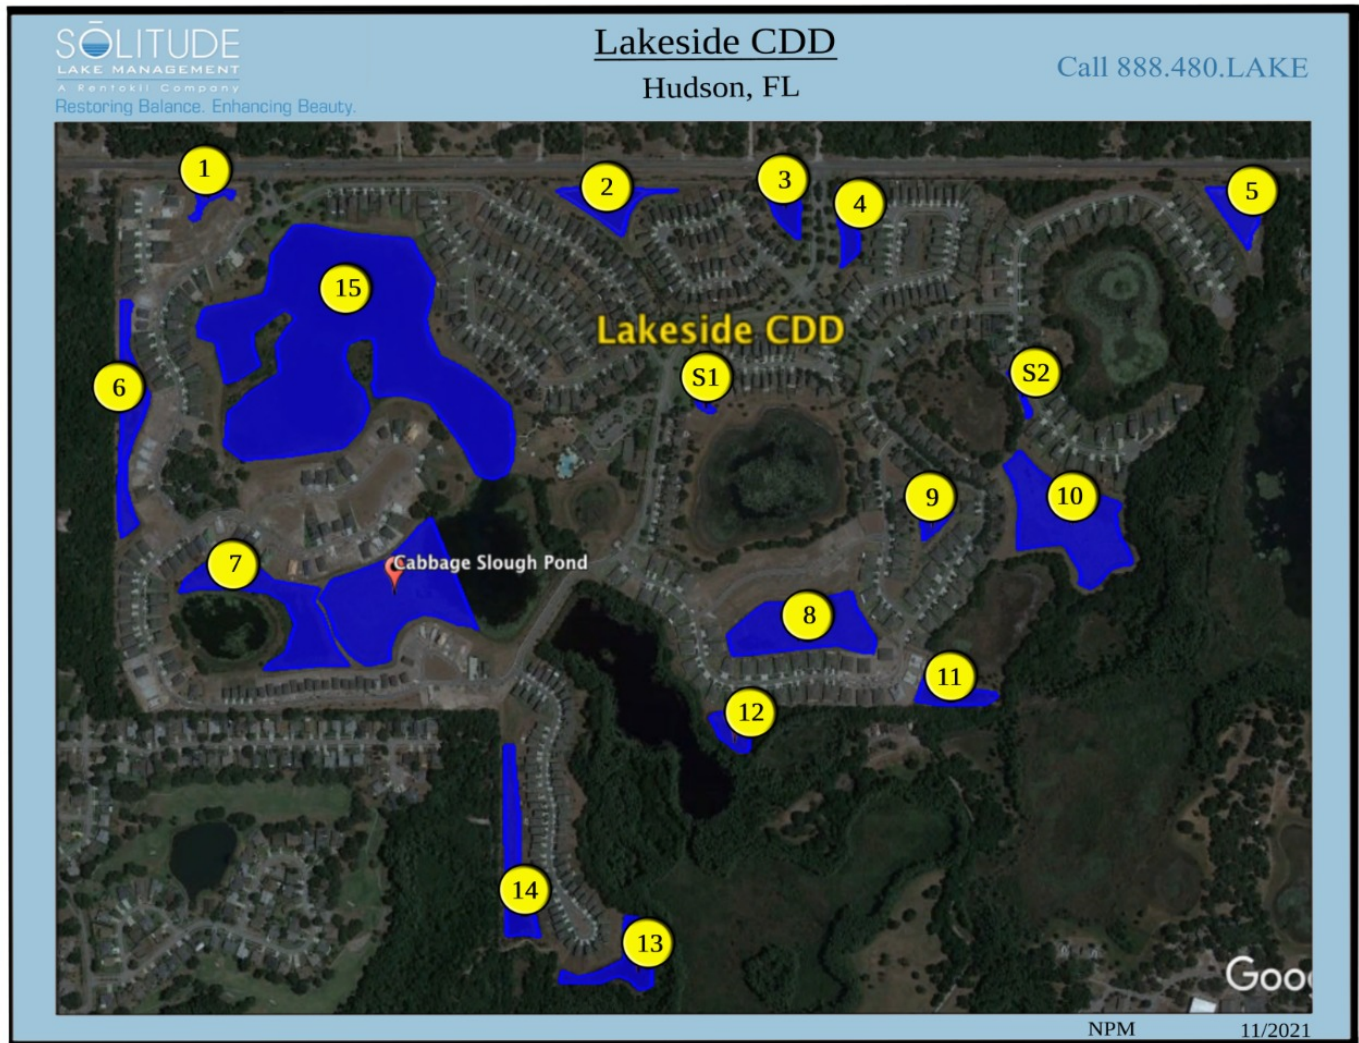 SŌLITUDE
LAKE MANAGEMENT
A Rentokil Company
Restoring Balance. Enhancing Beauty.
Lakeside CDD
Hudson, FL
Call 888.480.LAKE
1
2
3
4
5
15
Lakeside CDD
6
S1
S2
9
10
7
Cabbage Slough Pond
8
11
12
14
13
Goo
NPM
11/2021